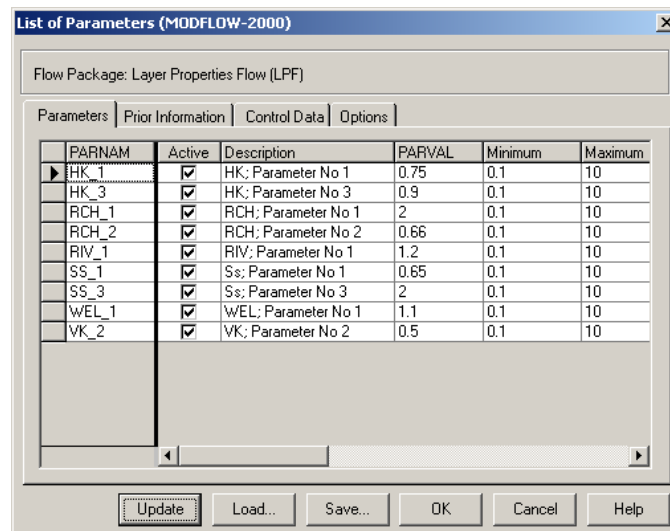 List of Parameters (MODFLOW-2000)
Flow Package: Layer Properties Flow (LPF)
Parameters Prior Information Control Data Options
PARNAM Active Description PARVAL Minimum Maximum
HK_1 HK; Parameter No 1 0.75 0.1 10
HK_3 HK; Parameter No 3 0.9 0.1 10
RCH_1 RCH; Parameter No 1 2 0.1 10
RCH_2 RCH; Parameter No 2 0.66 0.1 10
RIV_1 RIV; Parameter No 1 1.2 0.1 10
SS_1 Ss; Parameter No 1 0.65 0.1 10
SS_3 Ss; Parameter No 3 2 0.1 10
WEL_1 WEL; Parameter No 1 1.1 0.1 10
VK_2 VK; Parameter No 2 0.5 0.1 10
Update Load... Save... OK Cancel Help